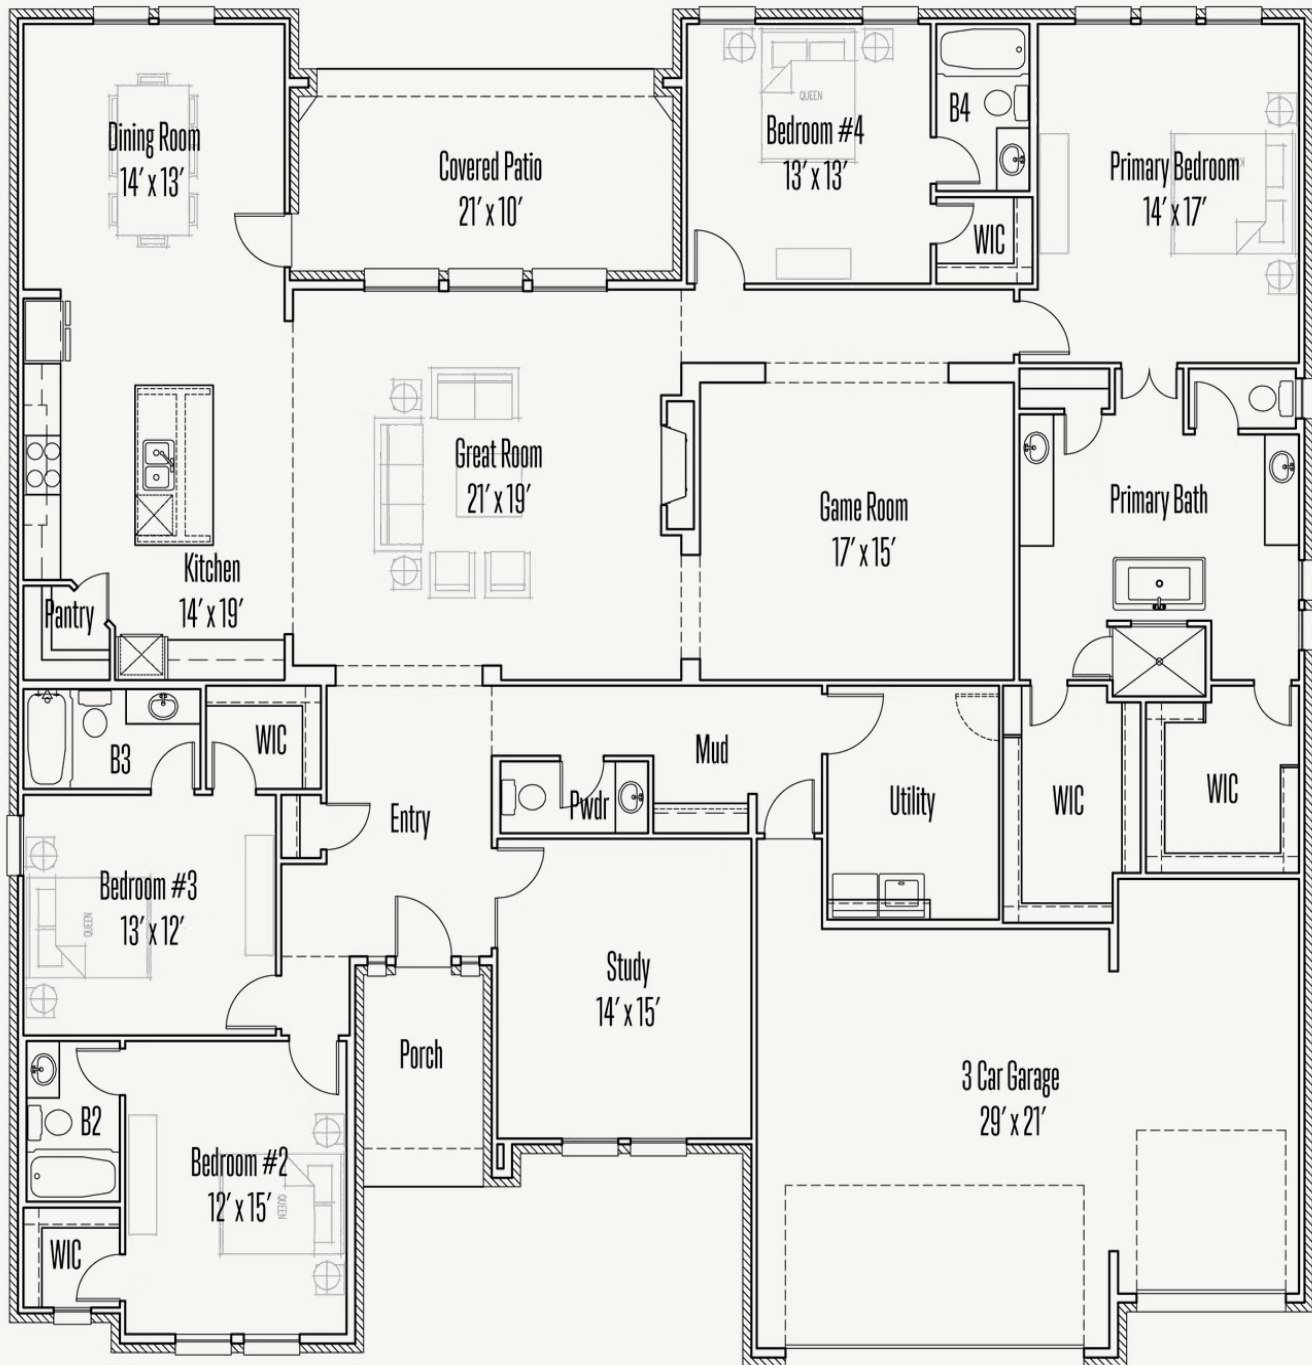 Dining Room
14' x 13'
Covered Patio
21' x 10'
QUEEN
Bedroom #4
13' x 13'
B4
WIC
Primary Bedroom
14' x 17'
Great Room
21' x 19'
Game Room
17' x 15'
Primary Bath
Kitchen
14' x 19'
Pantry
B3
WIC
Mud
Entry
Pwdr
Utility
WIC
WIC
Bedroom #3
13' x 12'
QUEEN
Study
14' x 15'
Porch
3 Car Garage
29' x 21'
B2
Bedroom #2
12' x 15'
QUEEN
WIC